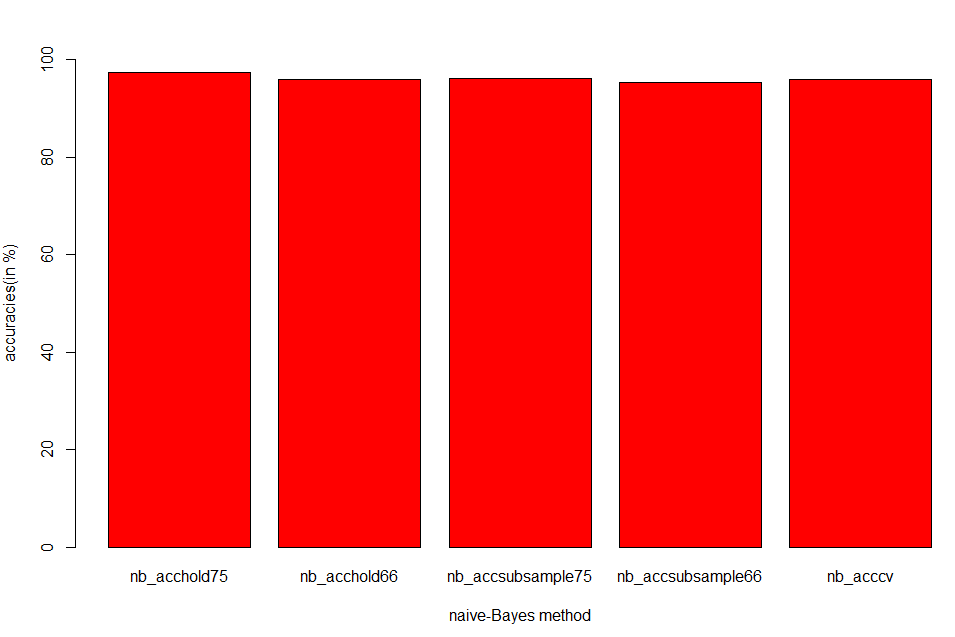 100
80
60
40
20
0
accuracies(in %)
nb_acchold75 nb_acchold66 nb_accsubsample75 nb_accsubsample66 nb_acccv
naive-Bayes method